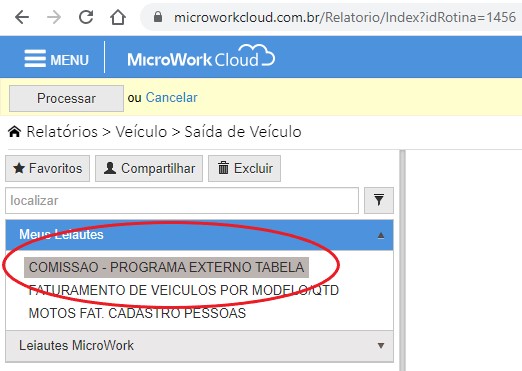 microworkcloud.com.br/Relatorio/Index?idRotina=1456
MENU MicroWork Cloud
Processar ou Cancelar
Relatórios > Veículo > Saída de Veículo
Favoritos Compartilhar Excluir
localizar
Meus Leiautes
COMISSAO - PROGRAMA EXTERNO TABELA
FATURAMENTO DE VEICULOS POR MODELO/QTD
MOTOS FAT. CADASTRO PESSOAS
Leiautes MicroWork